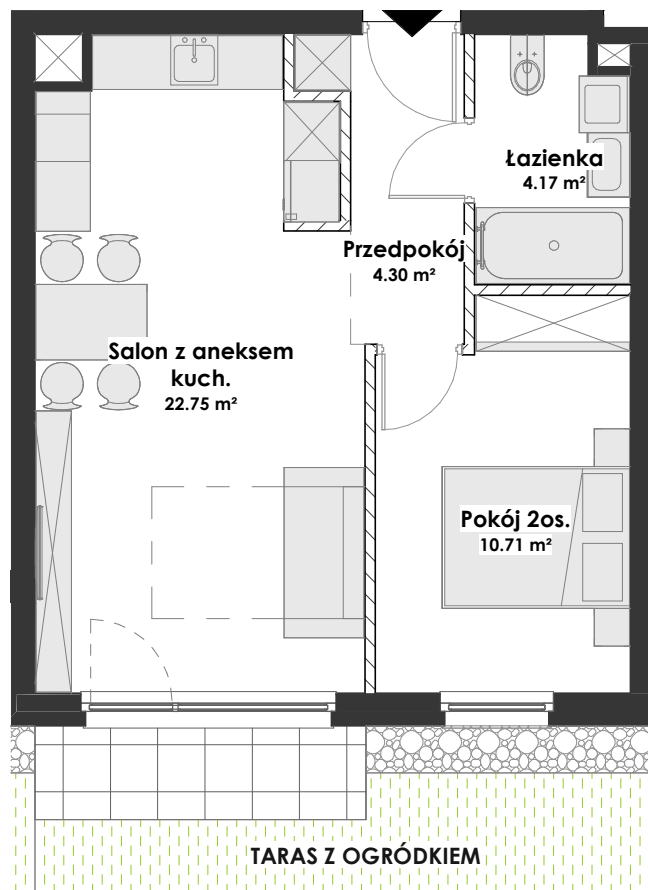 Łazienka
4.17 m²
Przedpokój
4.30 m²
Salon z aneksem
kuch.
22.75 m²
Pokój 2os.
10.71 m²
TARAS Z OGRÓDKIEM